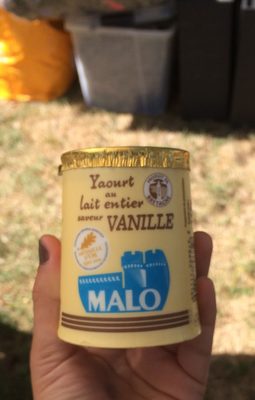 Yaourt
au
lait entier
saveur VANILLE
MALO